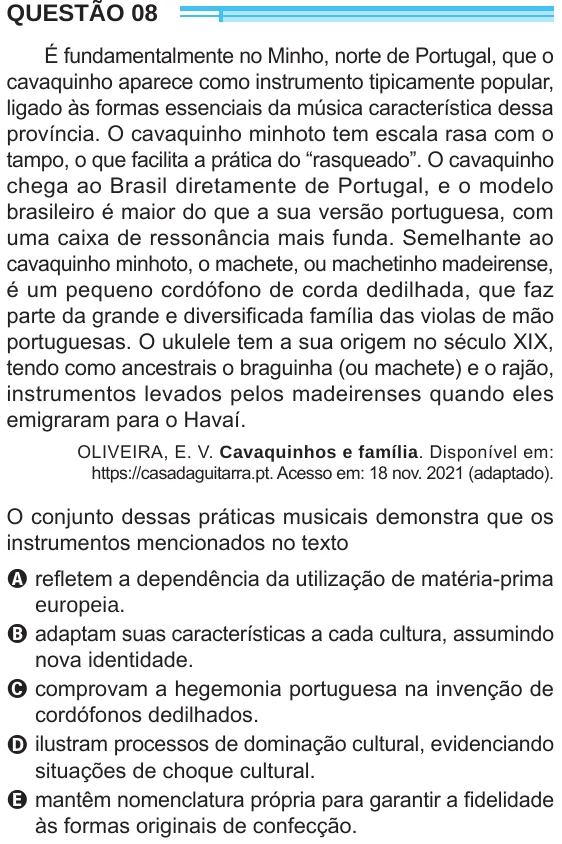 QUESTÃO 08
É fundamentalmente no Minho, norte de Portugal, que o
cavaquinho aparece como instrumento tipicamente popular,
ligado às formas essenciais da música característica dessa
província. O cavaquinho minhoto tem escala rasa com o
tampo, o que facilita a prática do “rasqueado”. O cavaquinho
chega ao Brasil diretamente de Portugal, e o modelo
brasileiro é maior do que a sua versão portuguesa, com
uma caixa de ressonância mais funda. Semelhante ao
cavaquinho minhoto, o machete, ou machetinho madeirense,
é um pequeno cordófono de corda dedilhada, que faz
parte da grande e diversificada família das violas de mão
portuguesas. O ukulele tem a sua origem no século XIX,
tendo como ancestrais o braguinha (ou machete) e o rajão,
instrumentos levados pelos madeirenses quando eles
emigraram para o Havaí.
OLIVEIRA, E. V. Cavaquinhos e família. Disponível em:
https://casadaguitarra.pt. Acesso em: 18 nov. 2021 (adaptado).
O conjunto dessas práticas musicais demonstra que os
instrumentos mencionados no texto
A refletem a dependência da utilização de matéria-prima
europeia.
B adaptam suas características a cada cultura, assumindo
nova identidade.
C comprovam a hegemonia portuguesa na invenção de
cordófonos dedilhados.
D ilustram processos de dominação cultural, evidenciando
situações de choque cultural.
E mantêm nomenclatura própria para garantir a fidelidade
às formas originais de confecção.